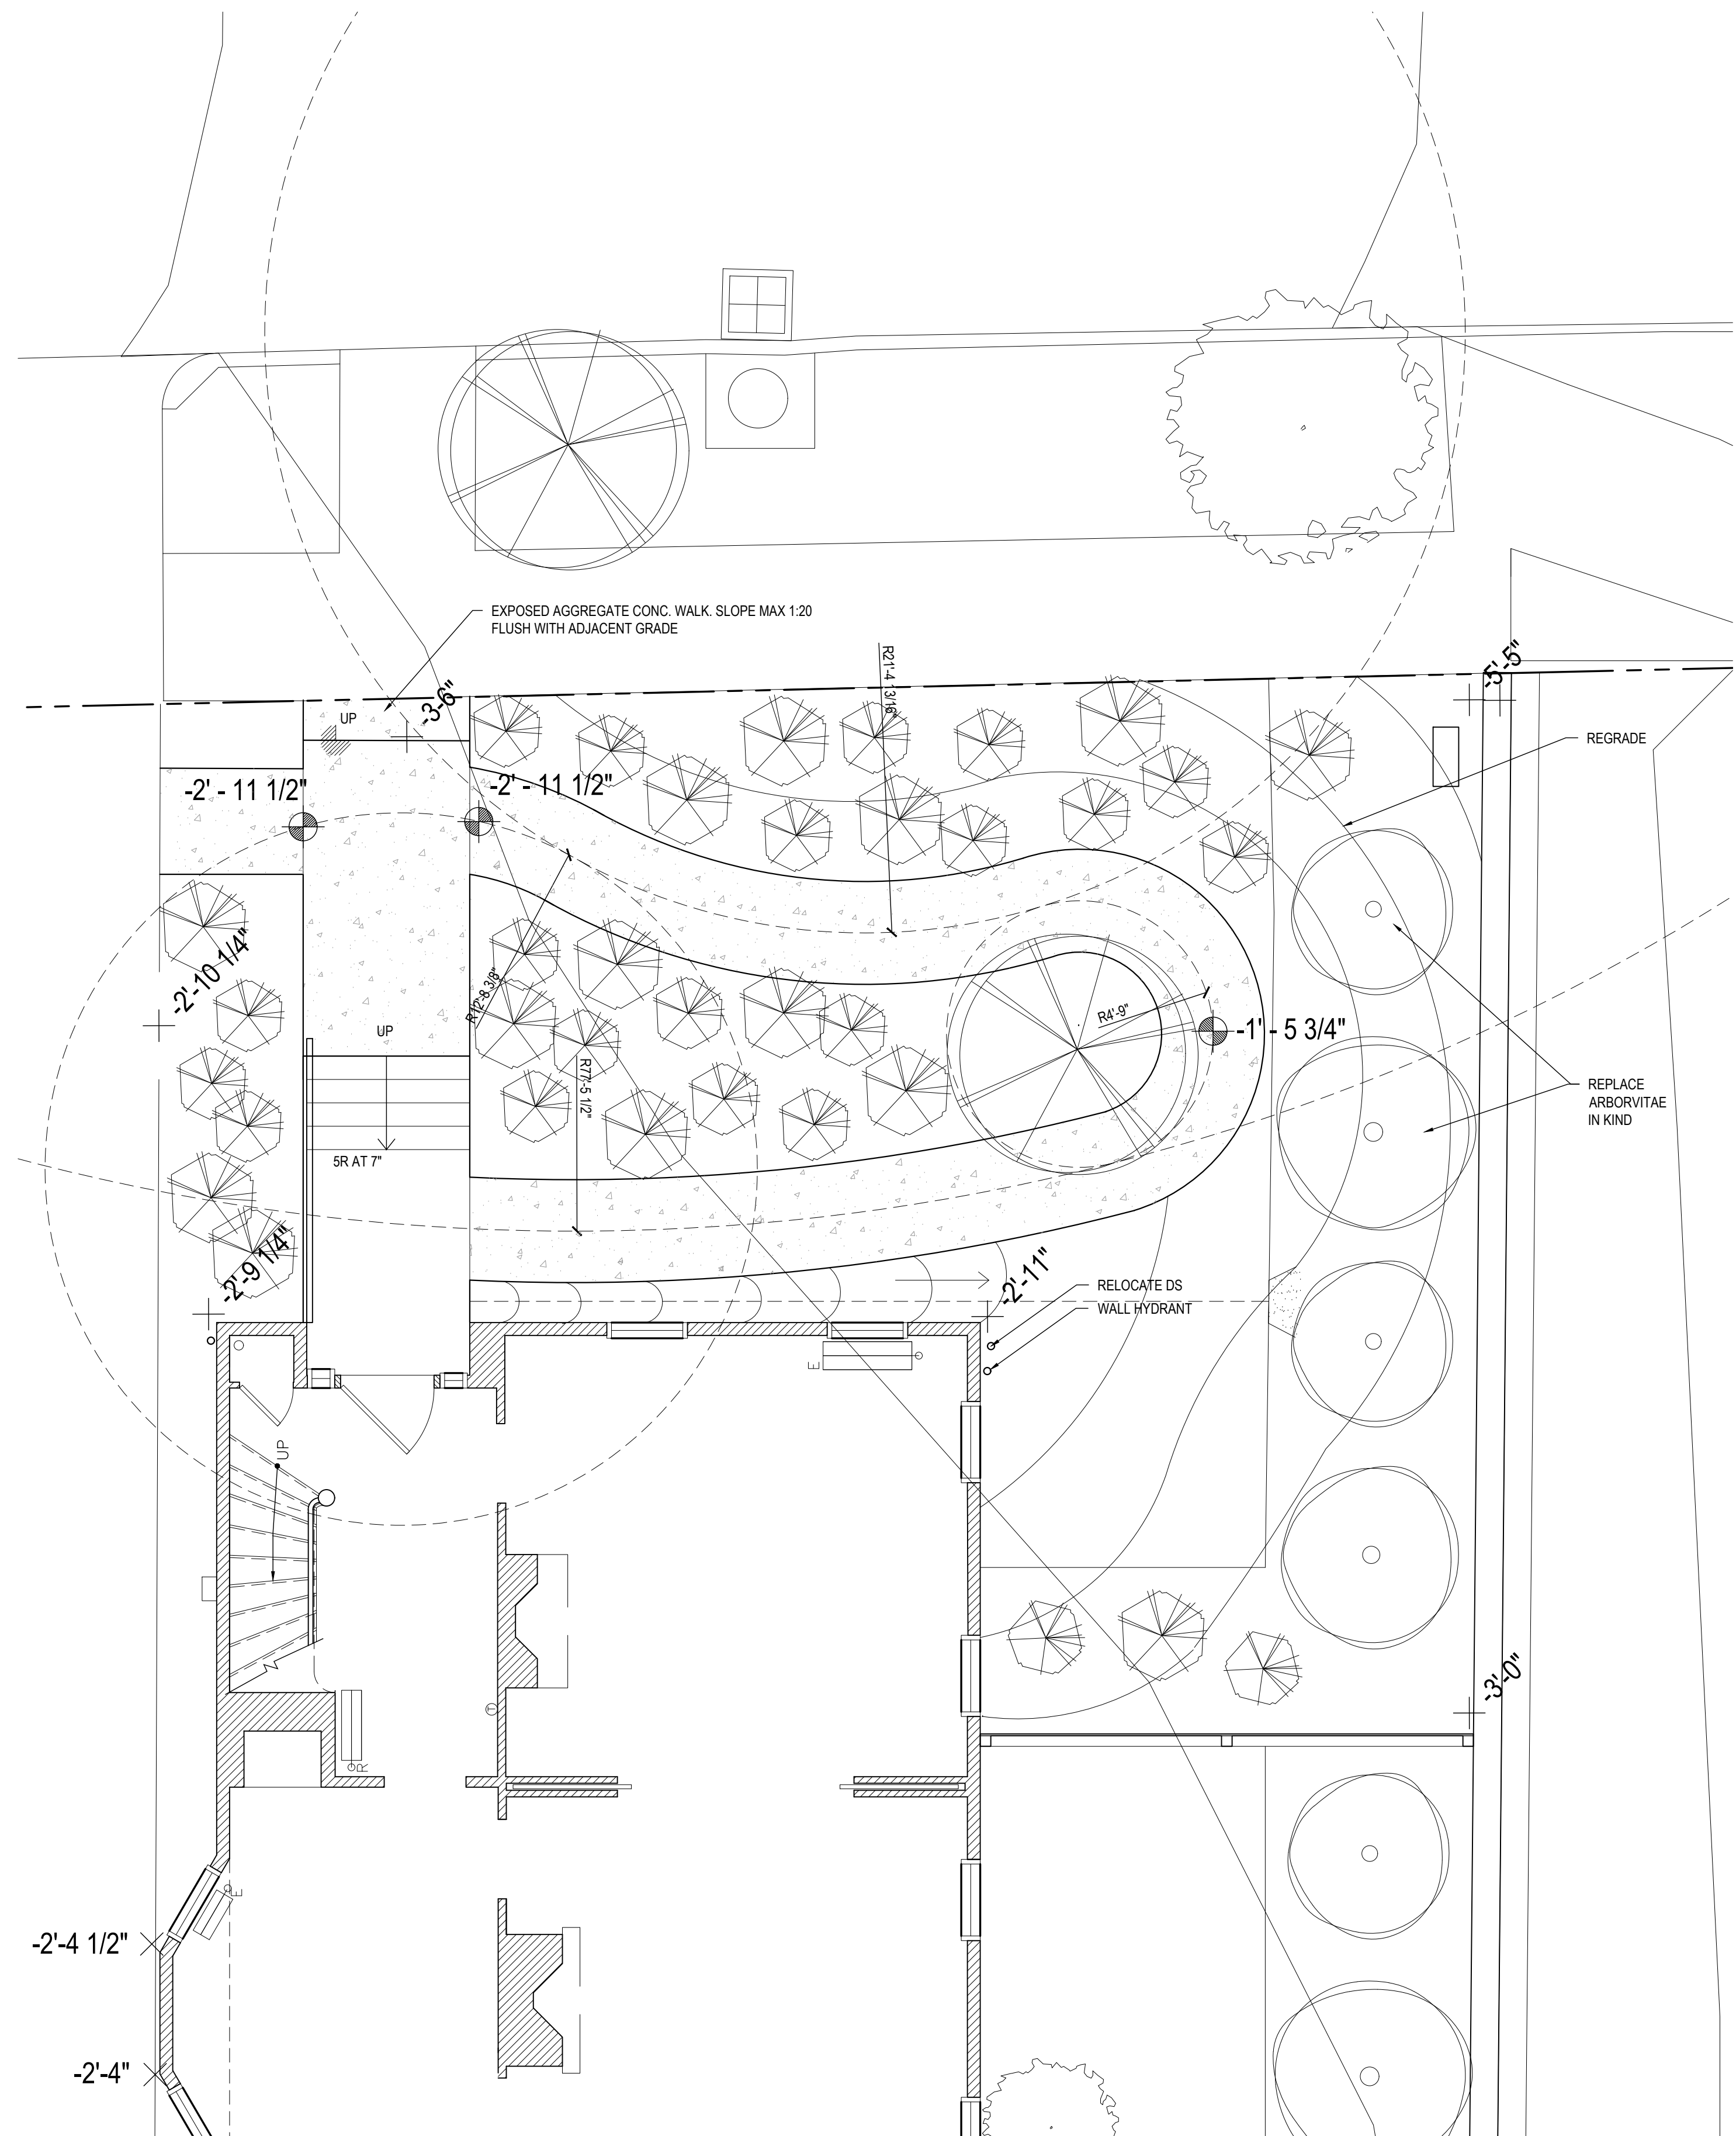 EXPOSED AGGREGATE CONC. WALK. SLOPE MAX 1:20
FLUSH WITH ADJACENT GRADE
R21'-4 13/16"
-5'-5"
UP
-3'-6"
REGRADE
-2' - 11 1/2"
-2' - 11 1/2"
-2'-10 1/4"
R12'-8 3/8"
R4'-9"
-1' - 5 3/4"
UP
R77'-5 1/2"
REPLACE
ARBORVITAE
IN KIND
5R AT 7"
-2'-9 1/4"
-2'-11"
RELOCATE DS
WALL HYDRANT
E
UP
-3'-0"
T
R
E
-2'-4 1/2"
-2'-4"